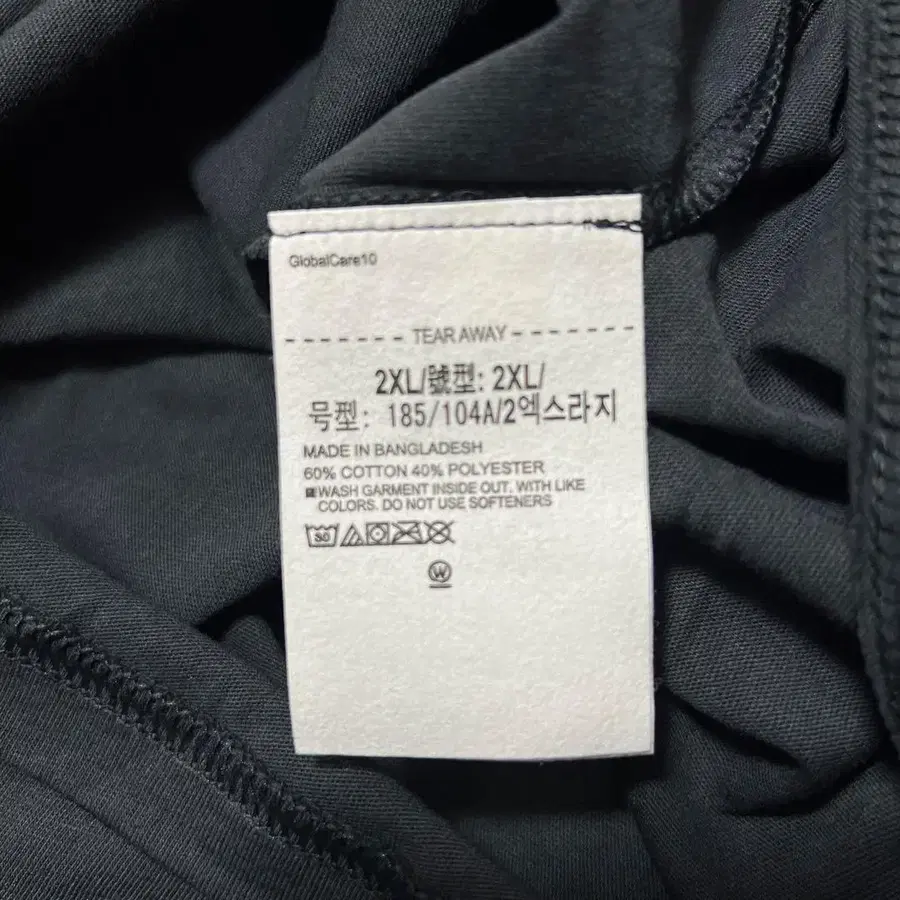 GlobalCare10
TEAR AWAY
2XL/號型: 2XL/
号型: 185/104A/2엑스라지
MADE IN BANGLADESH
60% COTTON 40% POLYESTER
WASH GARMENT INSIDE OUT. WITH LIKE
COLORS. DO NOT USE SOFTENERS
30
W